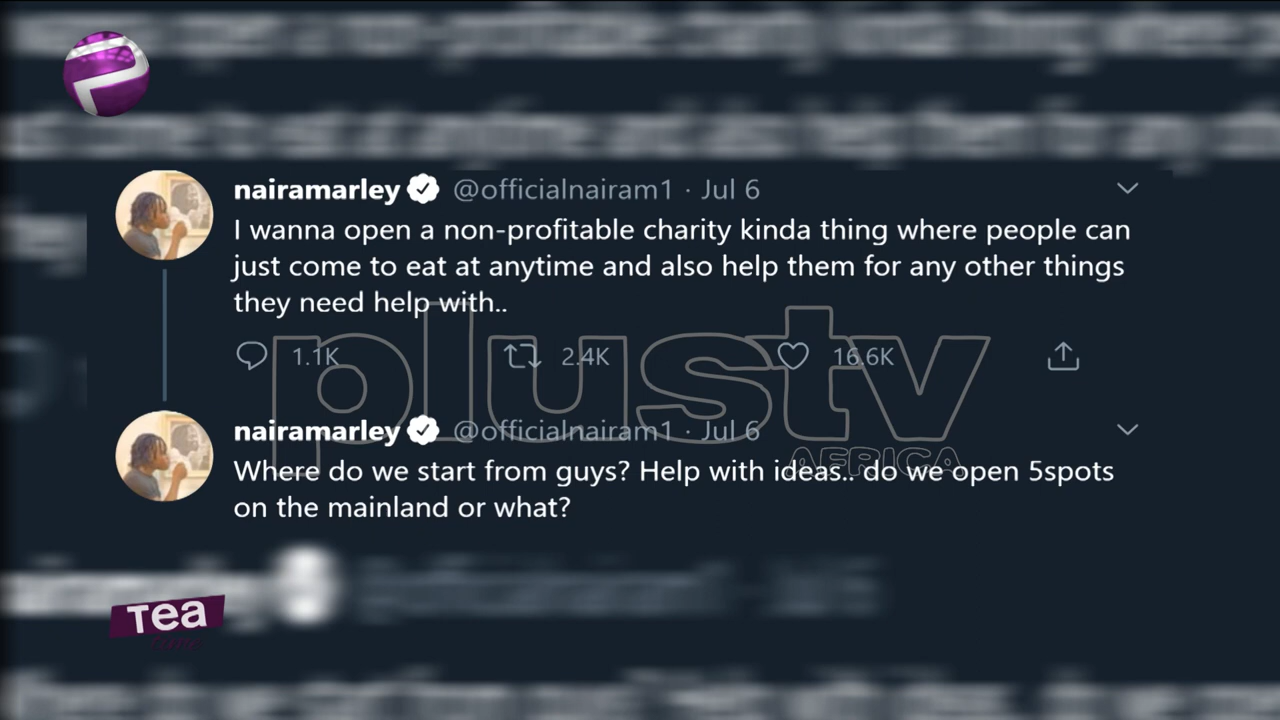 nairamarley @officialnairam1 · Jul 6
I wanna open a non-profitable charity kinda thing where people can
just come to eat at anytime and also help them for any other things
they need help with..
1.1K 2.4K 16.6K
plustv
AFRICA
nairamarley @officialnairam1 · Jul 6
Where do we start from guys? Help with ideas.. do we open 5spots
on the mainland or what?
Tea
time